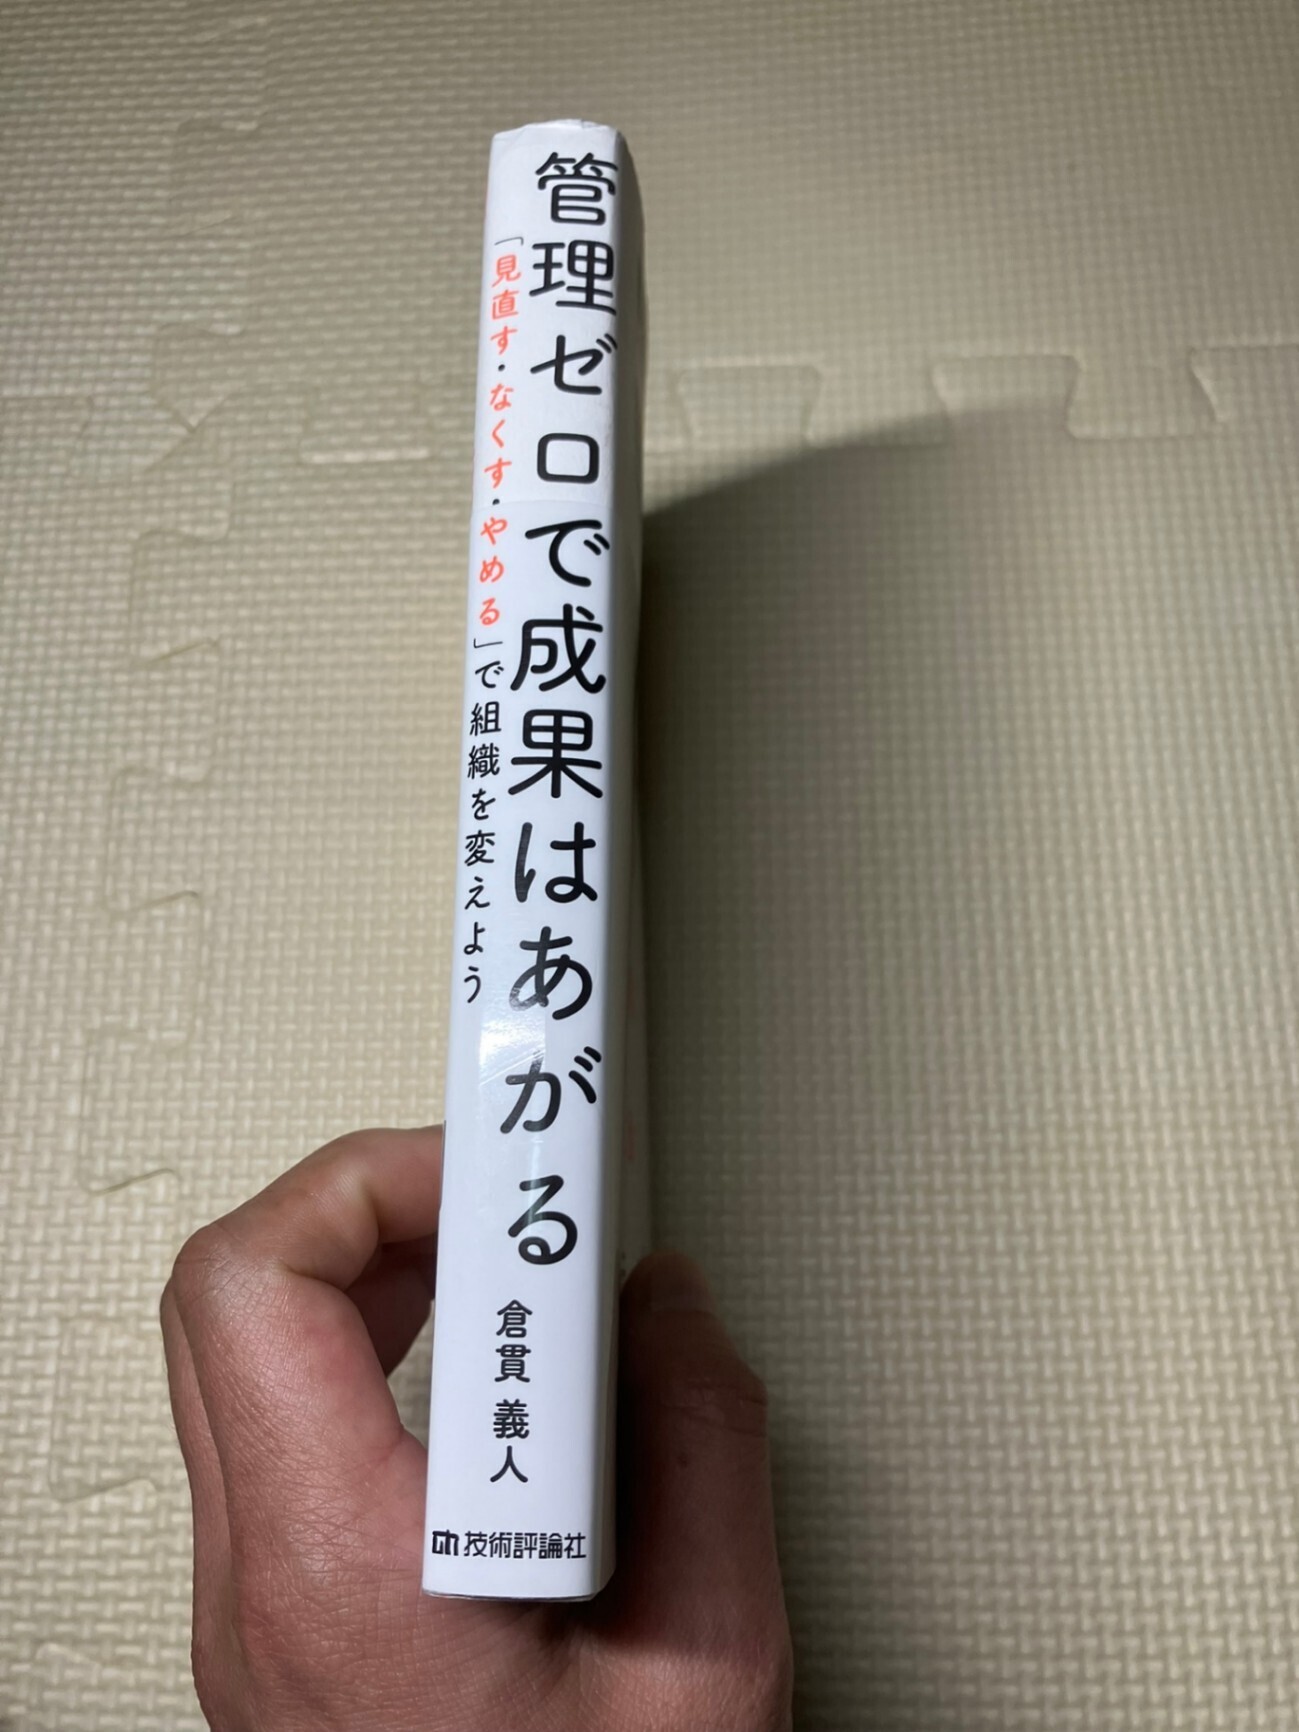 管理ゼロで成果はあがる
「見直す・なくす・やめる」で組織を変えよう
倉貫 義人
技術評論社